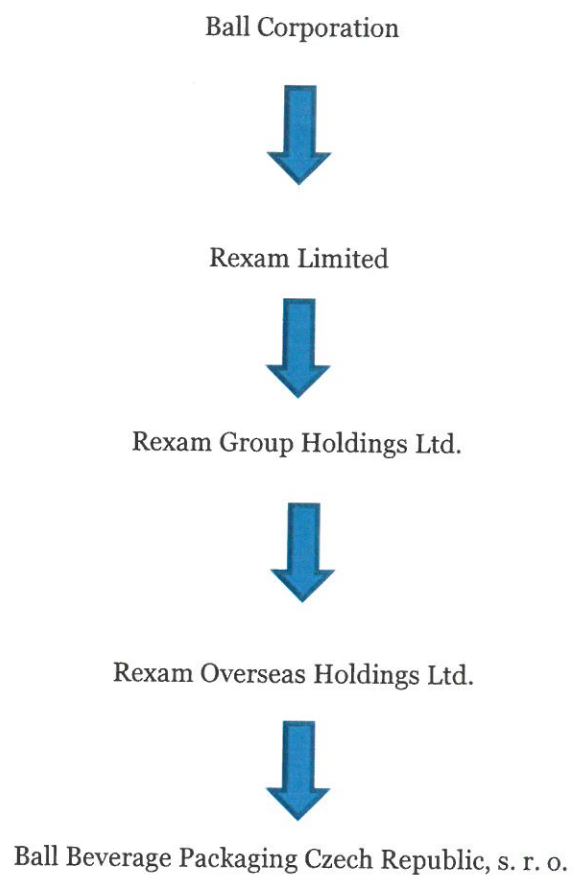 Ball Corporation
Rexam Limited
Rexam Group Holdings Ltd.
Rexam Overseas Holdings Ltd.
Ball Beverage Packaging Czech Republic, s. r. o.